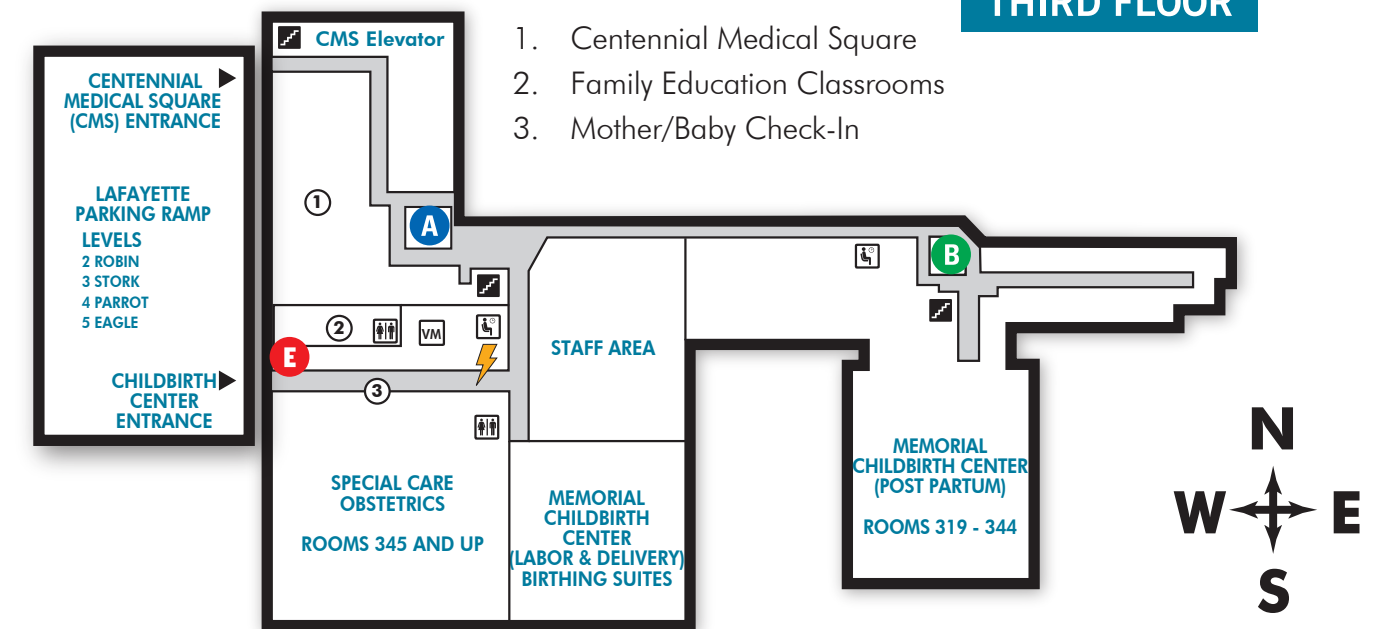 THIRD FLOOR
1. Centennial Medical Square
2. Family Education Classrooms
3. Mother/Baby Check-In
CMS Elevator
CENTENNIAL
MEDICAL SQUARE
(CMS) ENTRANCE
LAFAYETTE
PARKING RAMP
LEVELS
2 ROBIN
3 STORK
4 PARROT
5 EAGLE
CHILDBIRTH
CENTER
ENTRANCE
1
A
B
2
VM
E
3
STAFF AREA
SPECIAL CARE
OBSTETRICS
ROOMS 345 AND UP
MEMORIAL
CHILDBIRTH
CENTER
(LABOR & DELIVERY)
BIRTHING SUITES
MEMORIAL
CHILDBIRTH CENTER
(POST PARTUM)
ROOMS 319 - 344
N
W E
S